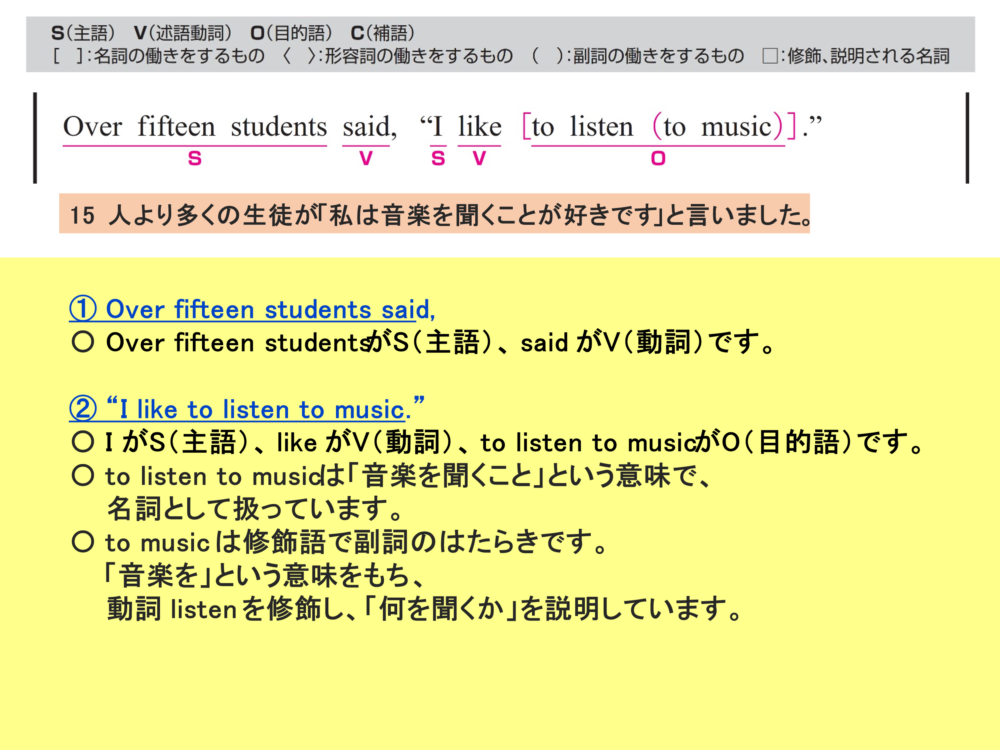 S(主語) V(述語動詞) O(目的語) C(補語)
[ ]:名詞の働きをするもの 〈 〉:形容詞の働きをするもの ( ):副詞の働きをするもの □:修飾、説明される名詞
Over fifteen students said, “I like [to listen (to music)].”
S V S V O
15 人より多くの生徒が「私は音楽を聞くことが好きです」と言いました。
① Over fifteen students said,
○ Over fifteen studentsがS(主語)、said がV(動詞)です。
② “I like to listen to music.”
○ I がS(主語)、like がV(動詞)、to listen to musicがO(目的語)です。
○ to listen to musicは「音楽を聞くこと」という意味で、
名詞として扱っています。
○ to music は修飾語で副詞のはたらきです。
「音楽を」という意味をもち、
動詞 listen を修飾し、「何を聞くか」を説明しています。